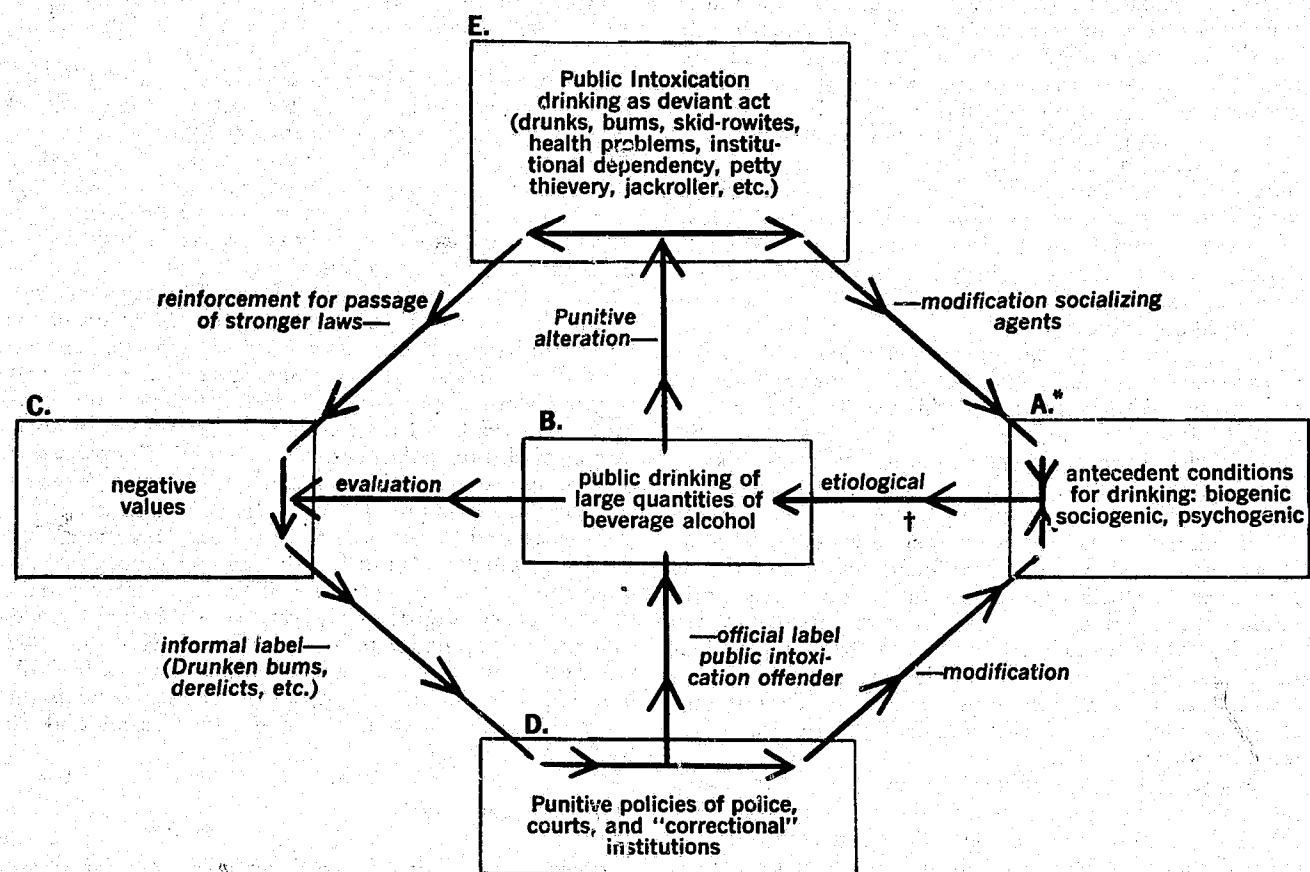 E.
Public Intoxication
drinking as deviant act
(drunks, bums, skid-rowites,
health problems, institu-
tional dependency, petty
thievery, jackroller, etc.)
reinforcement for passage
of stronger laws—
Punitive
alteration—
—modification socializing
agents
C.
negative
values
evaluation
B.
public drinking of
large quantities of
beverage alcohol
etiological
†
A.*
antecedent conditions
for drinking: biogenic
sociogenic, psychogenic
informal label—
(Drunken bums,
derelicts, etc.)
—official label
public intoxi-
cation offender
—modification
D.
Punitive policies of police,
courts, and "correctional"
institutions